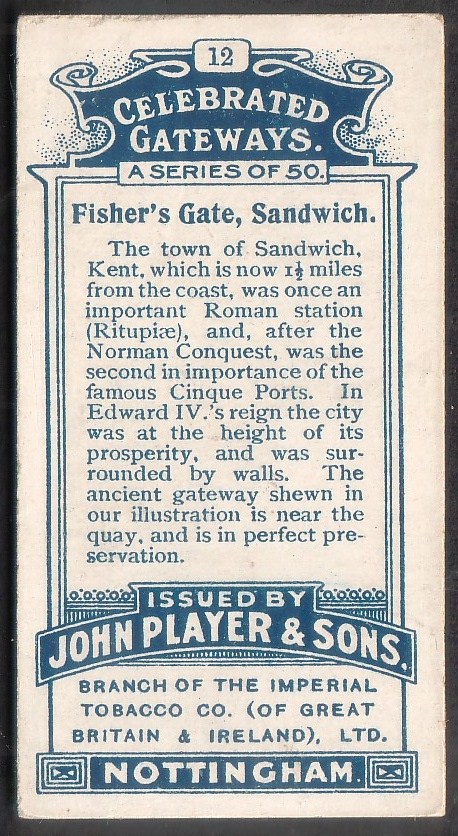 12
CELEBRATED
GATEWAYS.
A SERIES OF 50.
Fisher's Gate, Sandwich.
The town of Sandwich,
Kent, which is now 1½ miles
from the coast, was once an
important Roman station
(Ritupiæ), and, after the
Norman Conquest, was the
second in importance of the
famous Cinque Ports. In
Edward IV.'s reign the city
was at the height of its
prosperity, and was sur-
rounded by walls. The
ancient gateway shewn in
our illustration is near the
quay, and is in perfect pre-
servation.
ISSUED BY
JOHN PLAYER & SONS.
BRANCH OF THE IMPERIAL
TOBACCO CO. (OF GREAT
BRITAIN & IRELAND), LTD.
NOTTINGHAM.